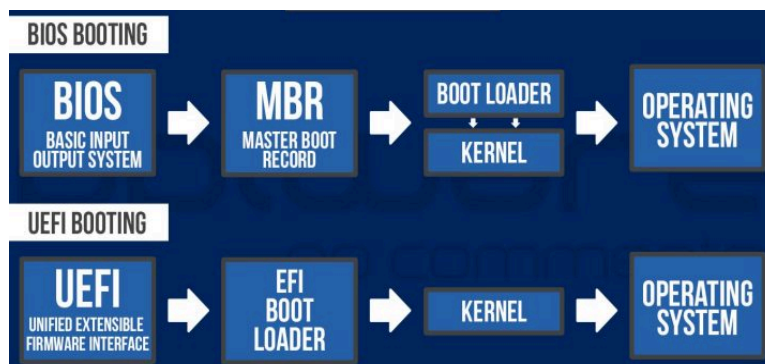 BIOS BOOTING
BIOS
BASIC INPUT
OUTPUT SYSTEM
MBR
MASTER BOOT
RECORD
BOOT LOADER
KERNEL
OPERATING
SYSTEM
UEFI BOOTING
UEFI
UNIFIED EXTENSIBLE
FIRMWARE INTERFACE
EFI
BOOT
LOADER
KERNEL
OPERATING
SYSTEM